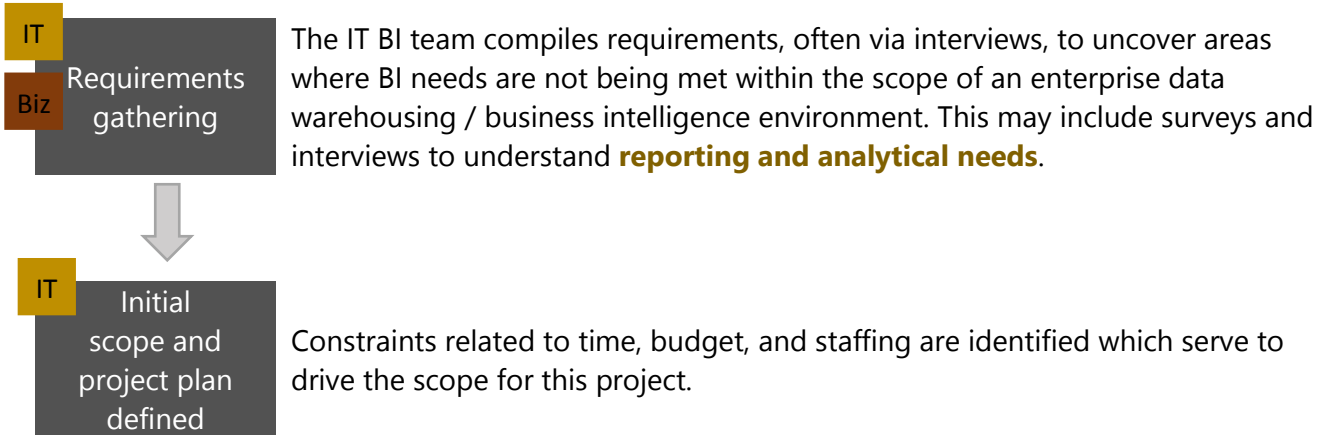 IT
Biz
Requirements
gathering
The IT BI team compiles requirements, often via interviews, to uncover areas
where BI needs are not being met within the scope of an enterprise data
warehousing / business intelligence environment. This may include surveys and
interviews to understand reporting and analytical needs.
IT
Initial
scope and
project plan
defined
Constraints related to time, budget, and staffing are identified which serve to
drive the scope for this project.